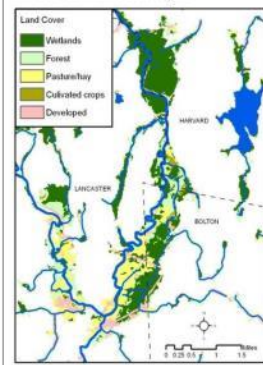 Land Cover
Wetlands
Forest
Pasture/hay
Cultivated crops
Developed
HARVARD
LANCASTER
BOLTON
Miles
0 0.25 0.5 1 1.5